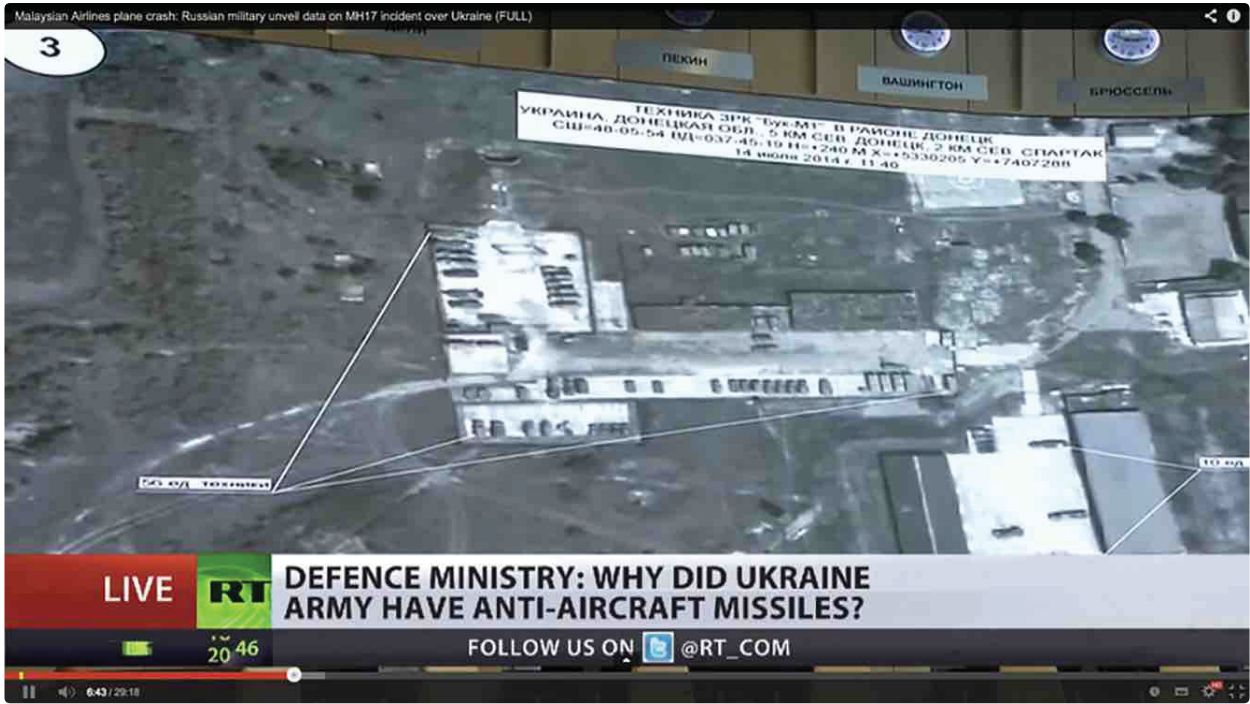 Malaysian Airlines plane crash: Russian military unveil data on MH17 incident over Ukraine (FULL)
3
ПЕКИН
ВАШИНГТОН
БРЮССЕЛЬ
ТЕХНИКА ЗРК "Бук-М1" В РАЙОНЕ ДОНЕЦК
УКРАИНА, ДОНЕЦКАЯ ОБЛ., 5 КМ СЕВ ДОНЕЦК, 2 КМ СЕВ СПАРТАК
СШ=48-05-54 ВД=037-45-19 H=+240 М X=+5330205 Y=+7407288
14 июля 2014 г. 11-40
56 ед. техники
10 ед
LIVE RT
DEFENCE MINISTRY: WHY DID UKRAINE
ARMY HAVE ANTI-AIRCRAFT MISSILES?
20 46
FOLLOW US ON @RT_COM
6:43 / 29:18